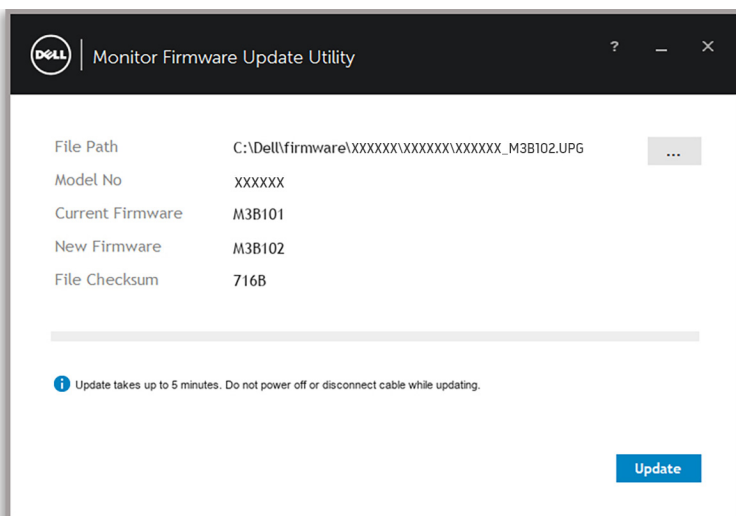 DELL Monitor Firmware Update Utility ? _ ×
File Path C:\Dell\firmware\XXXXXX\XXXXXX\XXXXXX_M3B102.UPG ...
Model No XXXXXX
Current Firmware M3B101
New Firmware M3B102
File Checksum 716B
i Update takes up to 5 minutes. Do not power off or disconnect cable while updating.
Update